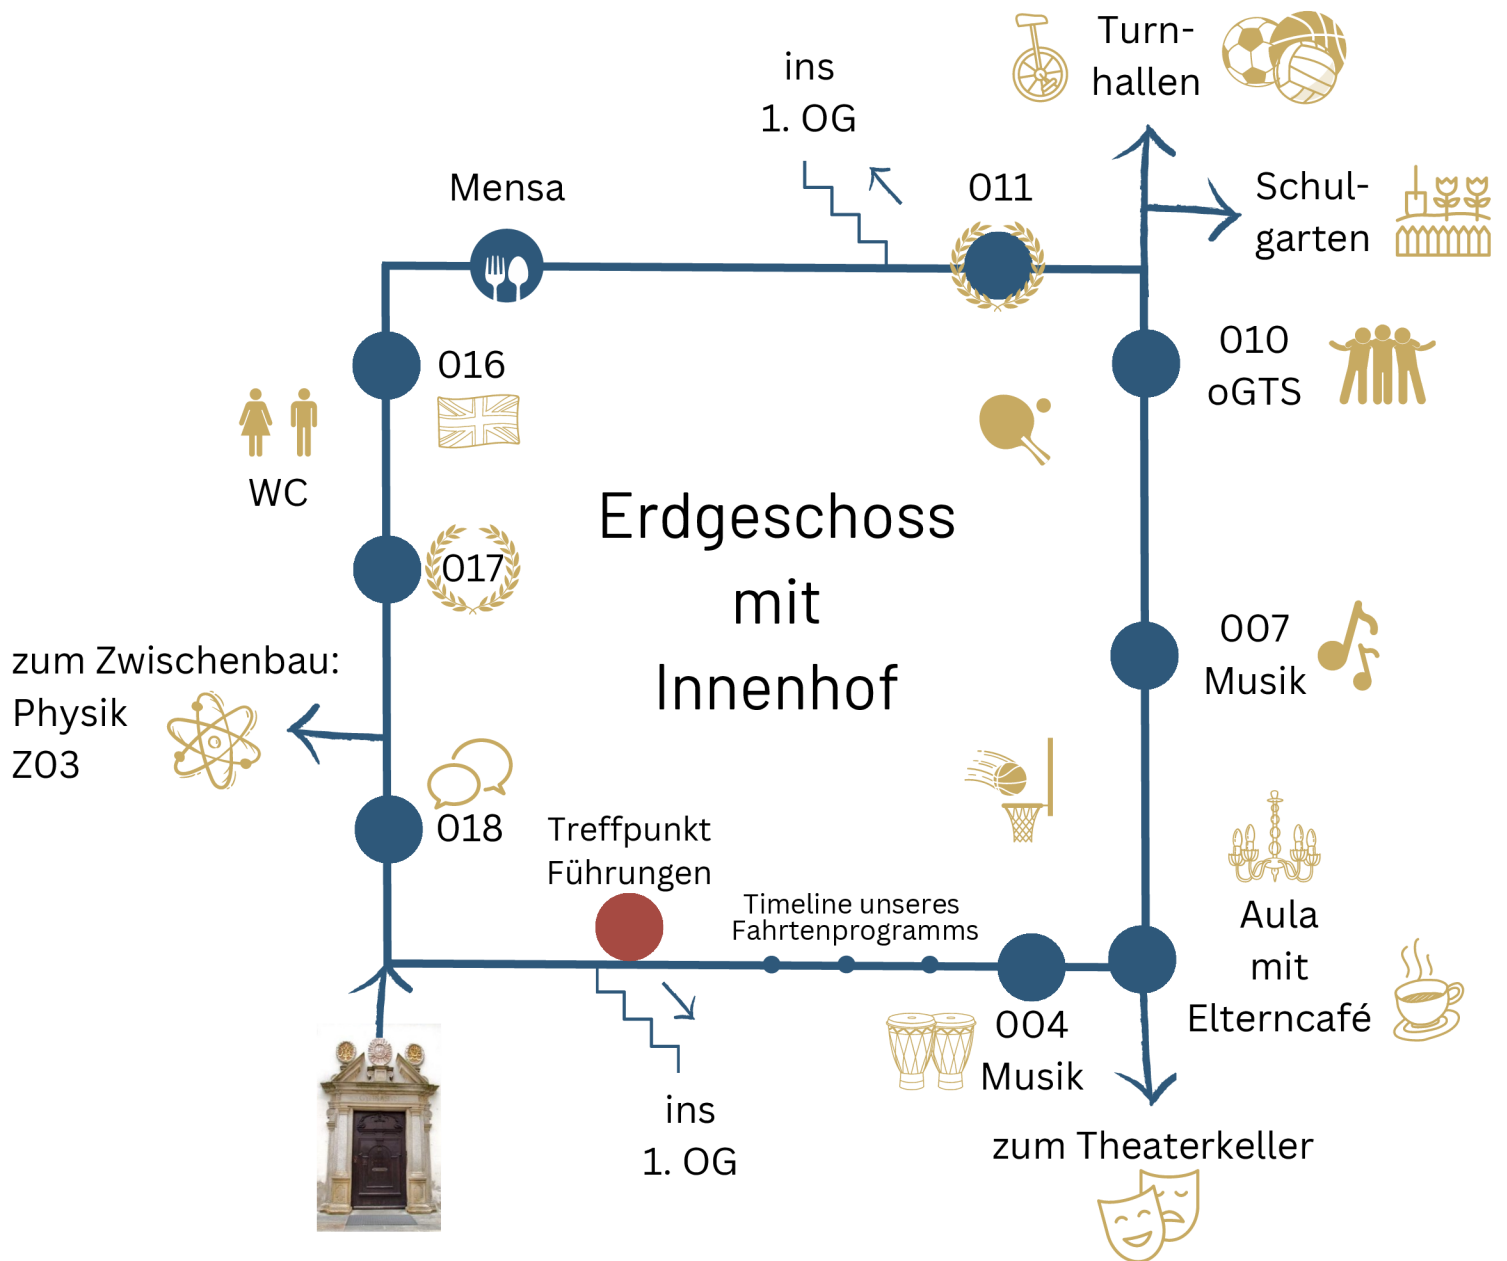 Turn-
hallen
ins
1. OG
Mensa
011
Schul-
garten
016
010
oGTS
WC
Erdgeschoss
mit
Innenhof
017
007
Musik
zum Zwischenbau:
Physik
Z03
018
Treffpunkt
Führungen
Timeline unseres
Fahrtenprogramms
Aula
mit
Elterncafé
004
Musik
ins
1. OG
zum Theaterkeller